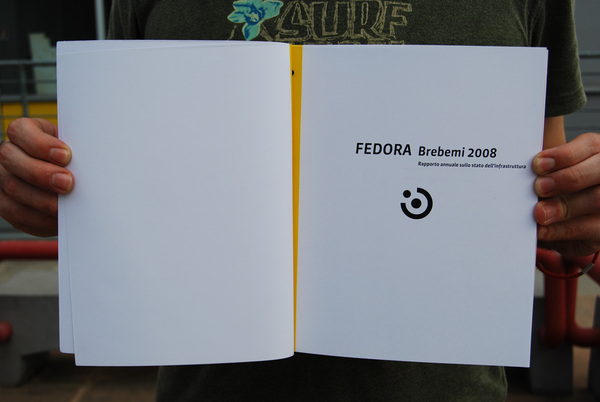 SURF
FEDORA Brebemi 2008
Rapporto annuale sullo stato dell'infrastruttura